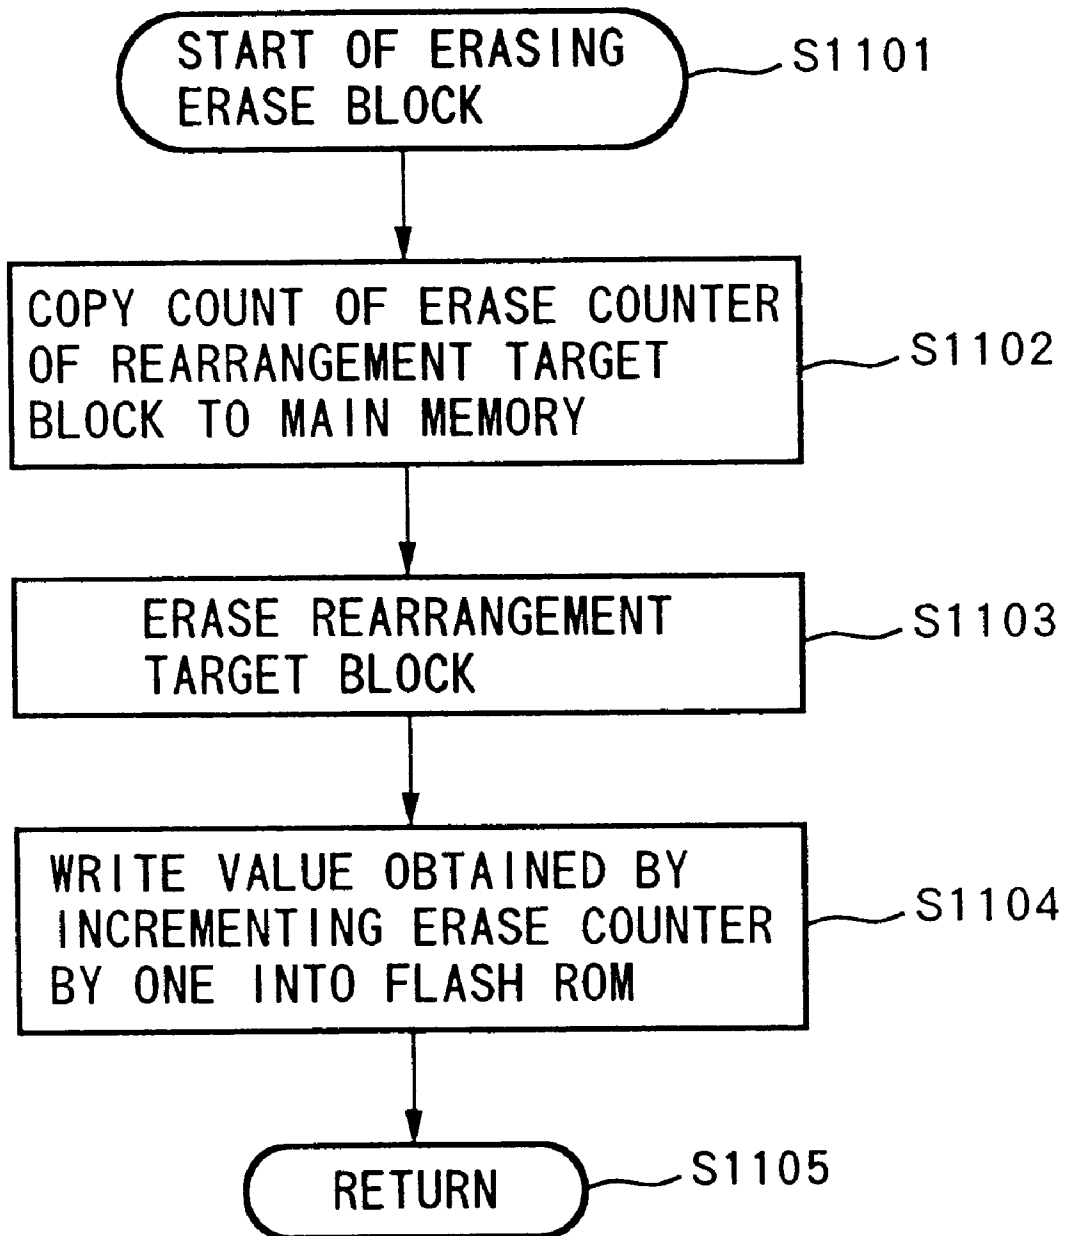 START OF ERASING
ERASE BLOCK
S1101
COPY COUNT OF ERASE COUNTER
OF REARRANGEMENT TARGET
BLOCK TO MAIN MEMORY
S1102
ERASE REARRANGEMENT
TARGET BLOCK
S1103
WRITE VALUE OBTAINED BY
INCREMENTING ERASE COUNTER
BY ONE INTO FLASH ROM
S1104
RETURN
S1105